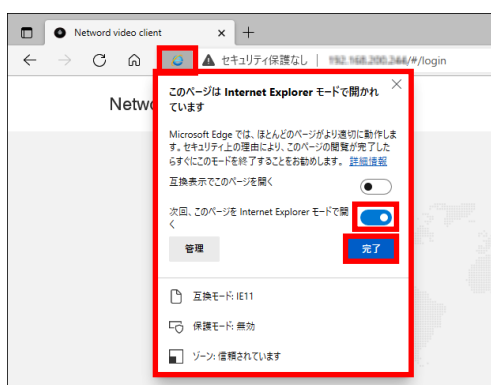 Netword video client
セキュリティ保護なし
/#/login
Netwo
このページは Internet Explorer モードで開かれ
ています
Microsoft Edge では、ほとんどのページがより適切に動作しま
す。セキュリティ上の理由により、このページの閲覧が完了した
らすぐにこのモードを終了することをお勧めします。 詳細情報
互換表示でこのページを開く
次回、このページを Internet Explorer モードで開
く
管理
完了
互換モード: IE11
保護モード: 無効
ゾーン: 信頼されています